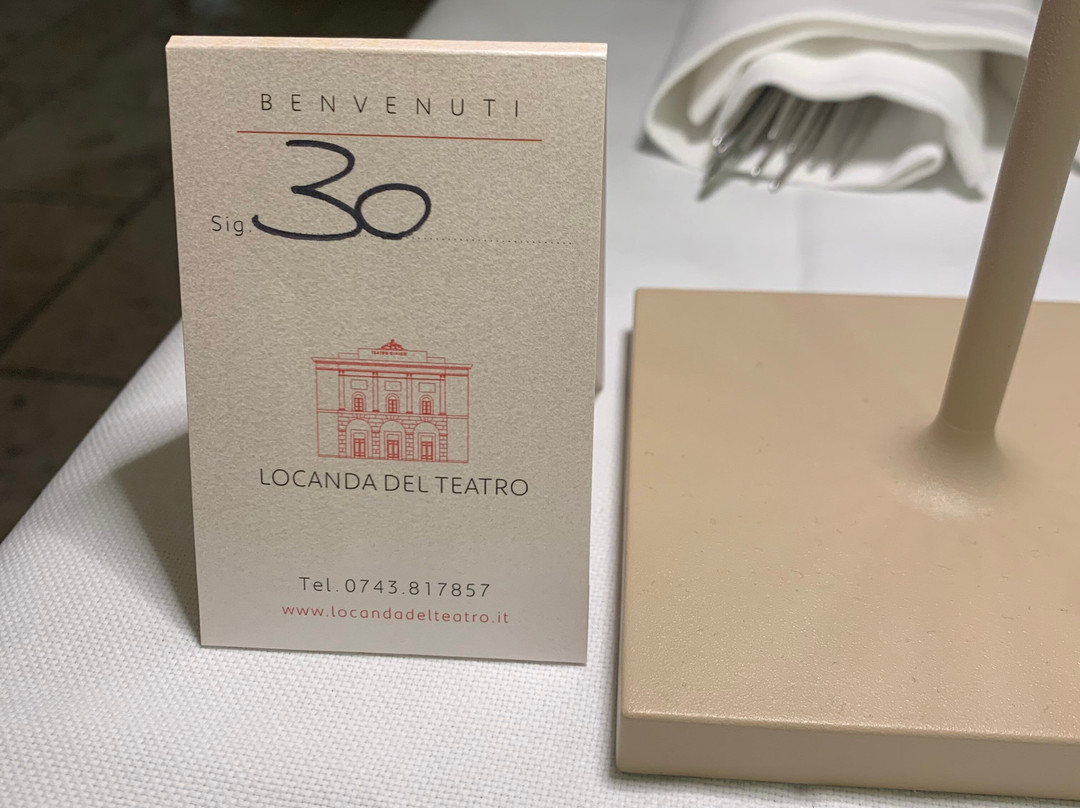 BENVENUTI
Sig. 30
LOCANDA DEL TEATRO
Tel. 0743.817857
www.locandadelteatro.it